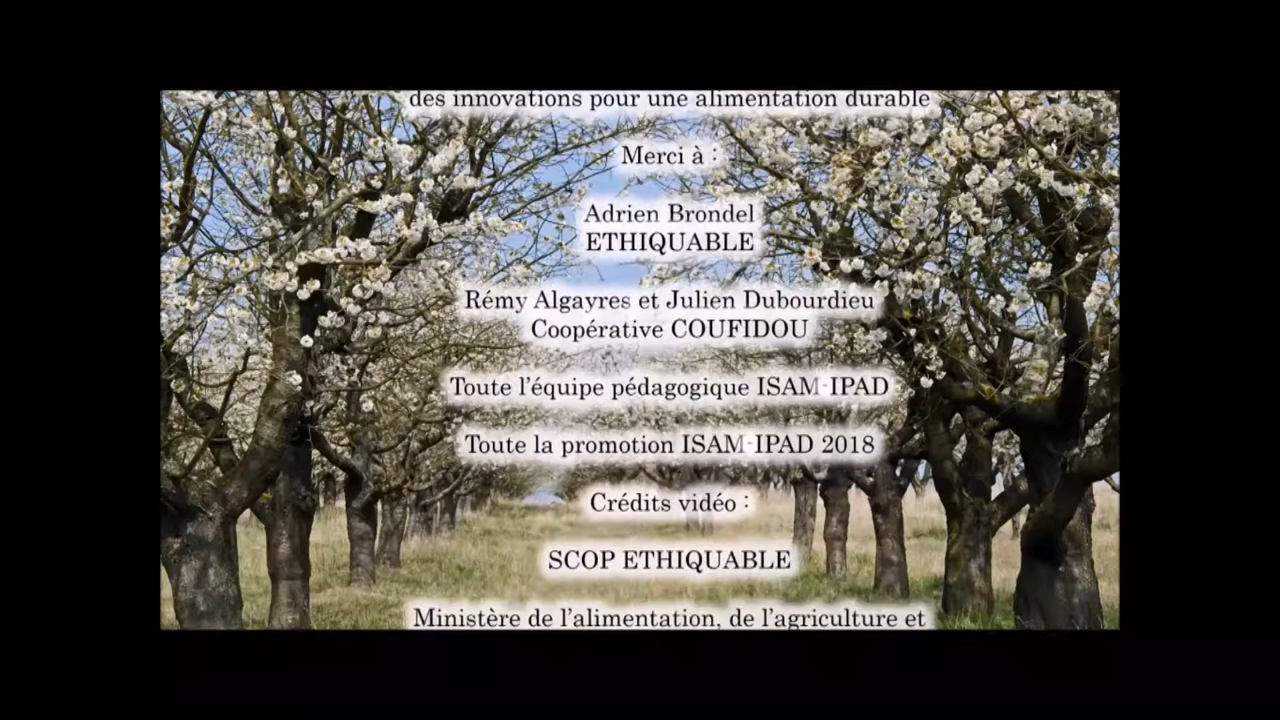 des innovations pour une alimentation durable
Merci à :
Adrien Brondel
ETHIQUABLE
Rémy Algayres et Julien Dubourdieu
Coopérative COUFIDOU
Toute l'équipe pédagogique ISAM-IPAD
Toute la promotion ISAM-IPAD 2018
Crédits vidéo :
SCOP ETHIQUABLE
Ministère de l'alimentation, de l'agriculture et